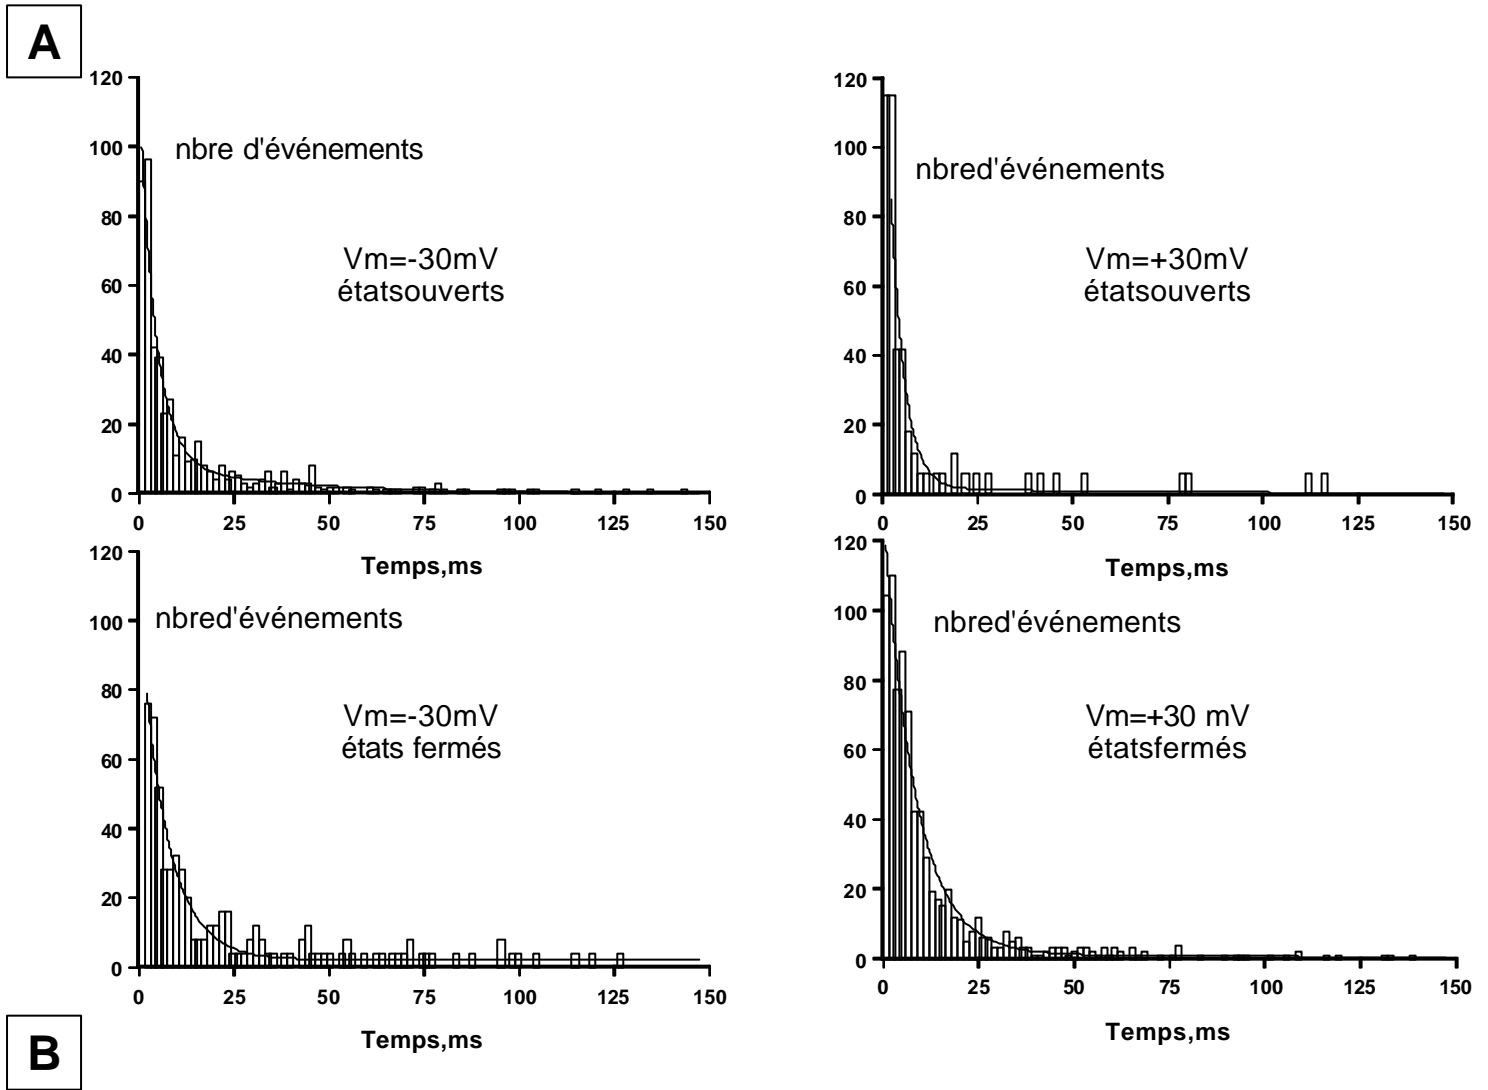 A
120
100
80
60
40
20
0
nbre d'événements
Vm=-30mV
étatsouverts
0 25 50 75 100 125 150
Temps,ms
120
100
80
60
40
20
0
nbred'événements
Vm=+30mV
étatsouverts
0 25 50 75 100 125 150
Temps,ms
120
100
80
60
40
20
0
nbred'événements
Vm=-30mV
états fermés
0 25 50 75 100 125 150
Temps,ms
120
100
80
60
40
20
0
nbred'événements
Vm=+30 mV
étatsfermés
0 25 50 75 100 125 150
Temps,ms
B